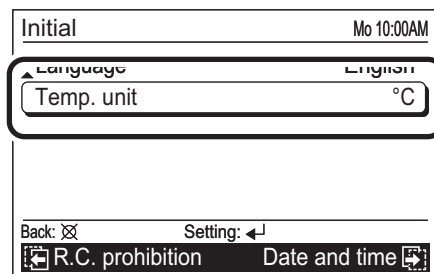 Initial Mo 10:00AM
Language English
Temp. unit °C
Back: Setting:
R.C. prohibition Date and time